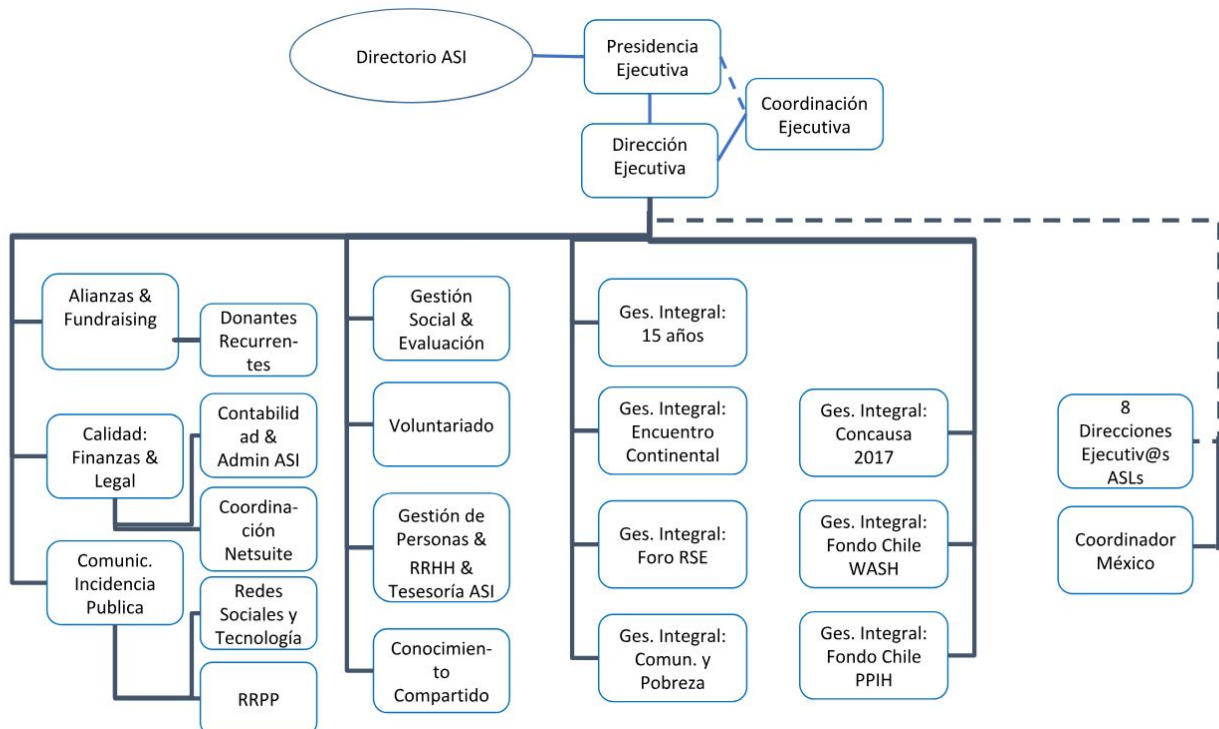 Directorio ASI
Presidencia
Ejecutiva
Coordinación
Ejecutiva
Dirección
Ejecutiva
Alianzas &
Fundraising
Donantes
Recurren-
tes
Calidad:
Finanzas &
Legal
Contabilid
ad &
Admin ASI
Coordina-
ción
Netsuite
Comunic.
Incidencia
Publica
Redes
Sociales y
Tecnología
RRPP
Gestión
Social &
Evaluación
Voluntariado
Gestión de
Personas &
RRHH &
Tesesoría ASI
Conocimien-
to
Compartido
Ges. Integral:
15 años
Ges. Integral:
Encuentro
Continental
Ges. Integral:
Foro RSE
Ges. Integral:
Comun. y
Pobreza
Ges. Integral:
Concausa
2017
Ges. Integral:
Fondo Chile
WASH
Ges. Integral:
Fondo Chile
PPIH
8
Direcciones
Ejecutiv@s
ASLs
Coordinador
México